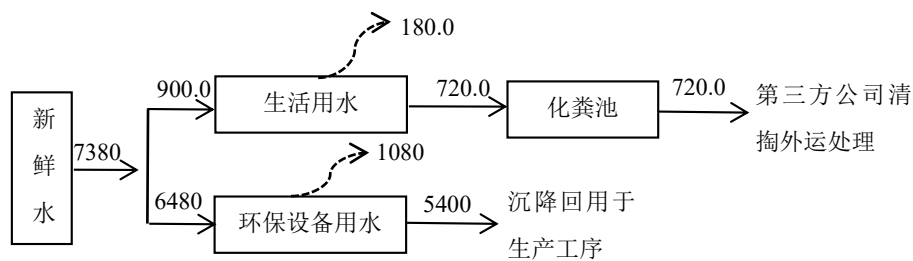 180.0
900.0
生活用水
720.0
化粪池
720.0
第三方公司清
掏外运处理
新
鲜
水
7380
1080
6480
环保设备用水
5400
沉降回用于
生产工序